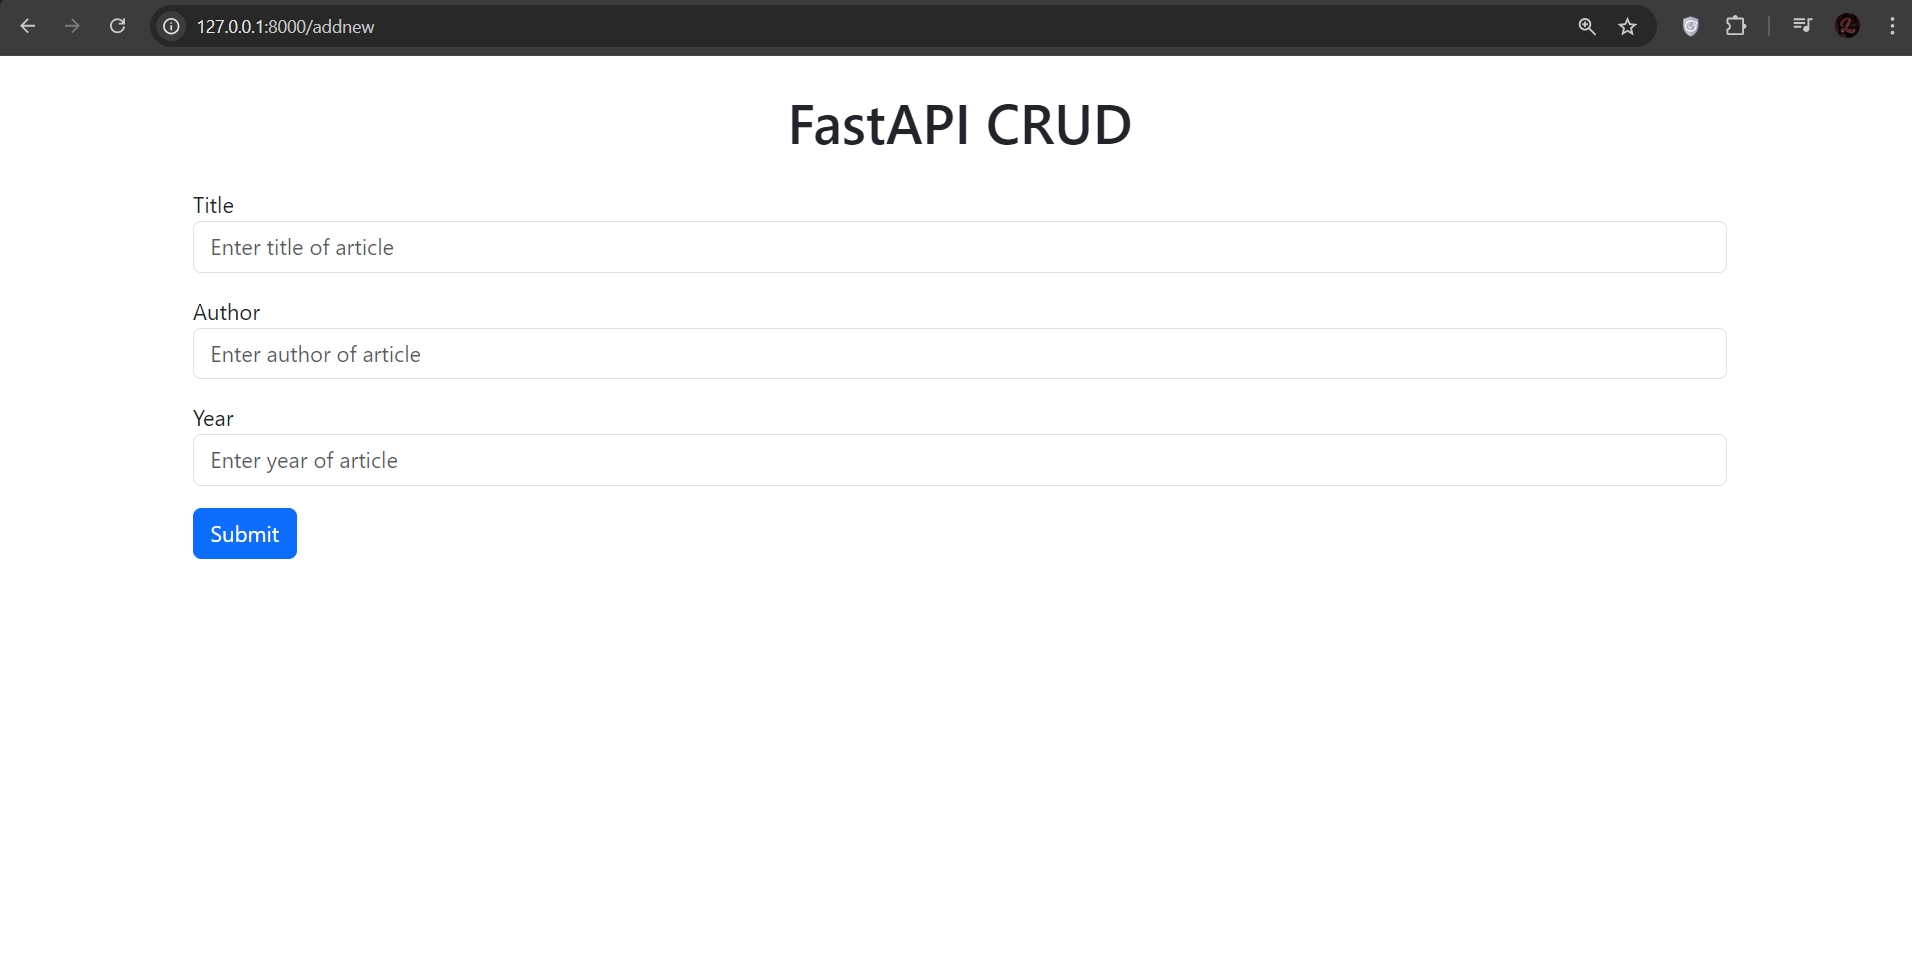 127.0.0.1:8000/addnew
FastAPI CRUD
Title
Enter title of article
Author
Enter author of article
Year
Enter year of article
Submit